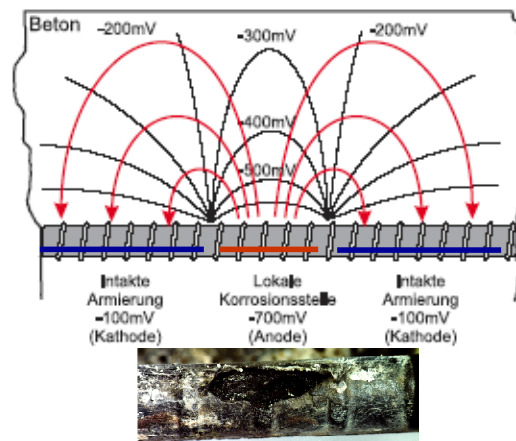 Beton
-200mV
-300mV
-200mV
-400mV
-500mV
Intakte
Armierung
-100mV
(Kathode)
Lokale
Korrosionsstelle
-700mV
(Anode)
Intakte
Armierung
-100mV
(Kathode)